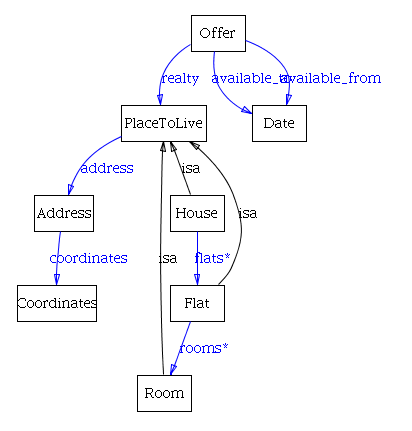 Offer
realty
available_to
available_from
PlaceToLive
Date
address
isa
Address
House
isa
coordinates
isa
flats*
Coordinates
Flat
rooms*
Room